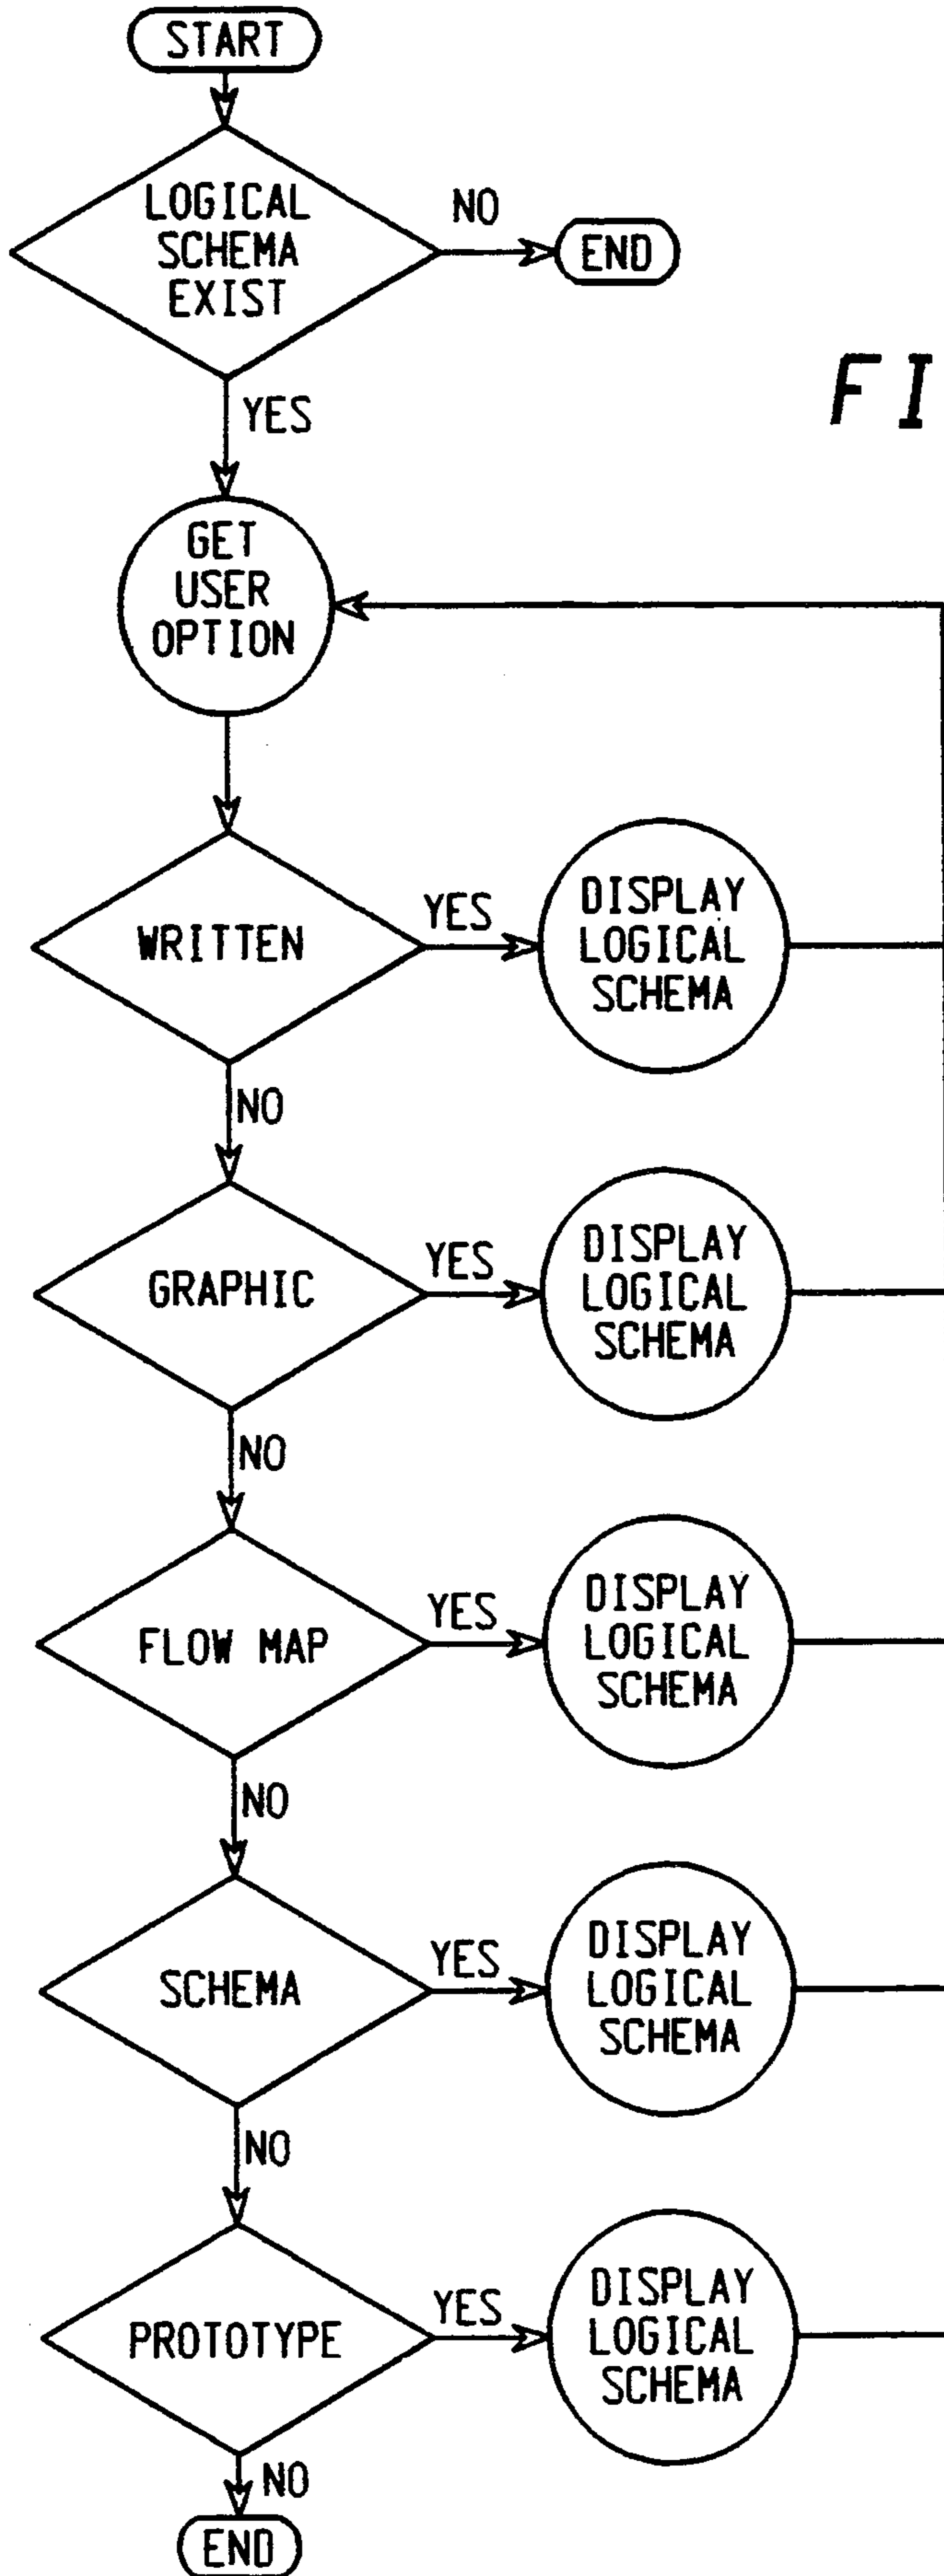 START
LOGICAL
SCHEMA
EXIST
NO
END
FI
YES
GET
USER
OPTION
WRITTEN
YES
DISPLAY
LOGICAL
SCHEMA
NO
GRAPHIC
YES
DISPLAY
LOGICAL
SCHEMA
NO
FLOW MAP
YES
DISPLAY
LOGICAL
SCHEMA
NO
SCHEMA
YES
DISPLAY
LOGICAL
SCHEMA
NO
PROTOTYPE
YES
DISPLAY
LOGICAL
SCHEMA
NO
END